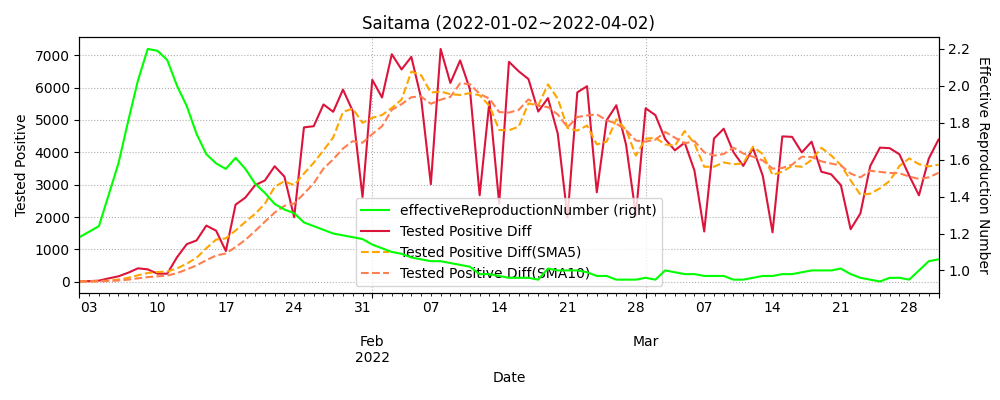 Saitama (2022-01-02~2022-04-02)
7000
6000
5000
4000
3000
2000
1000
0
Tested Positive
2.2
2.0
1.8
1.6
1.4
1.2
1.0
Effective Reproduction Number
effectiveReproductionNumber (right)
Tested Positive Diff
Tested Positive Diff(SMA5)
Tested Positive Diff(SMA10)
03 10 17 24 31 07 14 21 28 07 14 21 28
Feb Mar
2022
Date